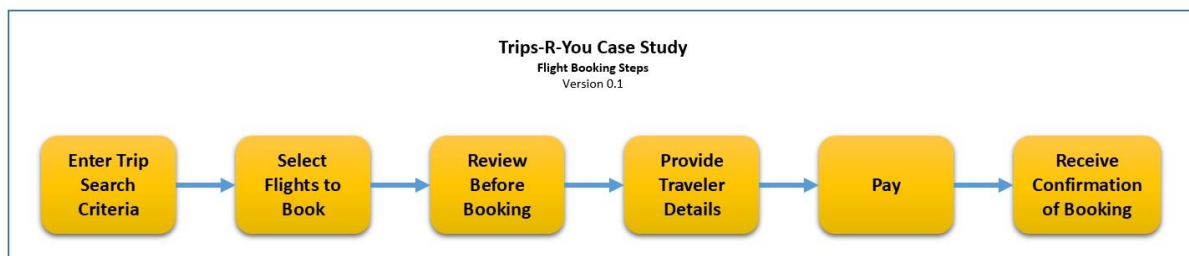 Trips-R-You Case Study
Flight Booking Steps
Version 0.1
Enter Trip
Search
Criteria
Select
Flights to
Book
Review
Before
Booking
Provide
Traveler
Details
Pay
Receive
Confirmation
of Booking